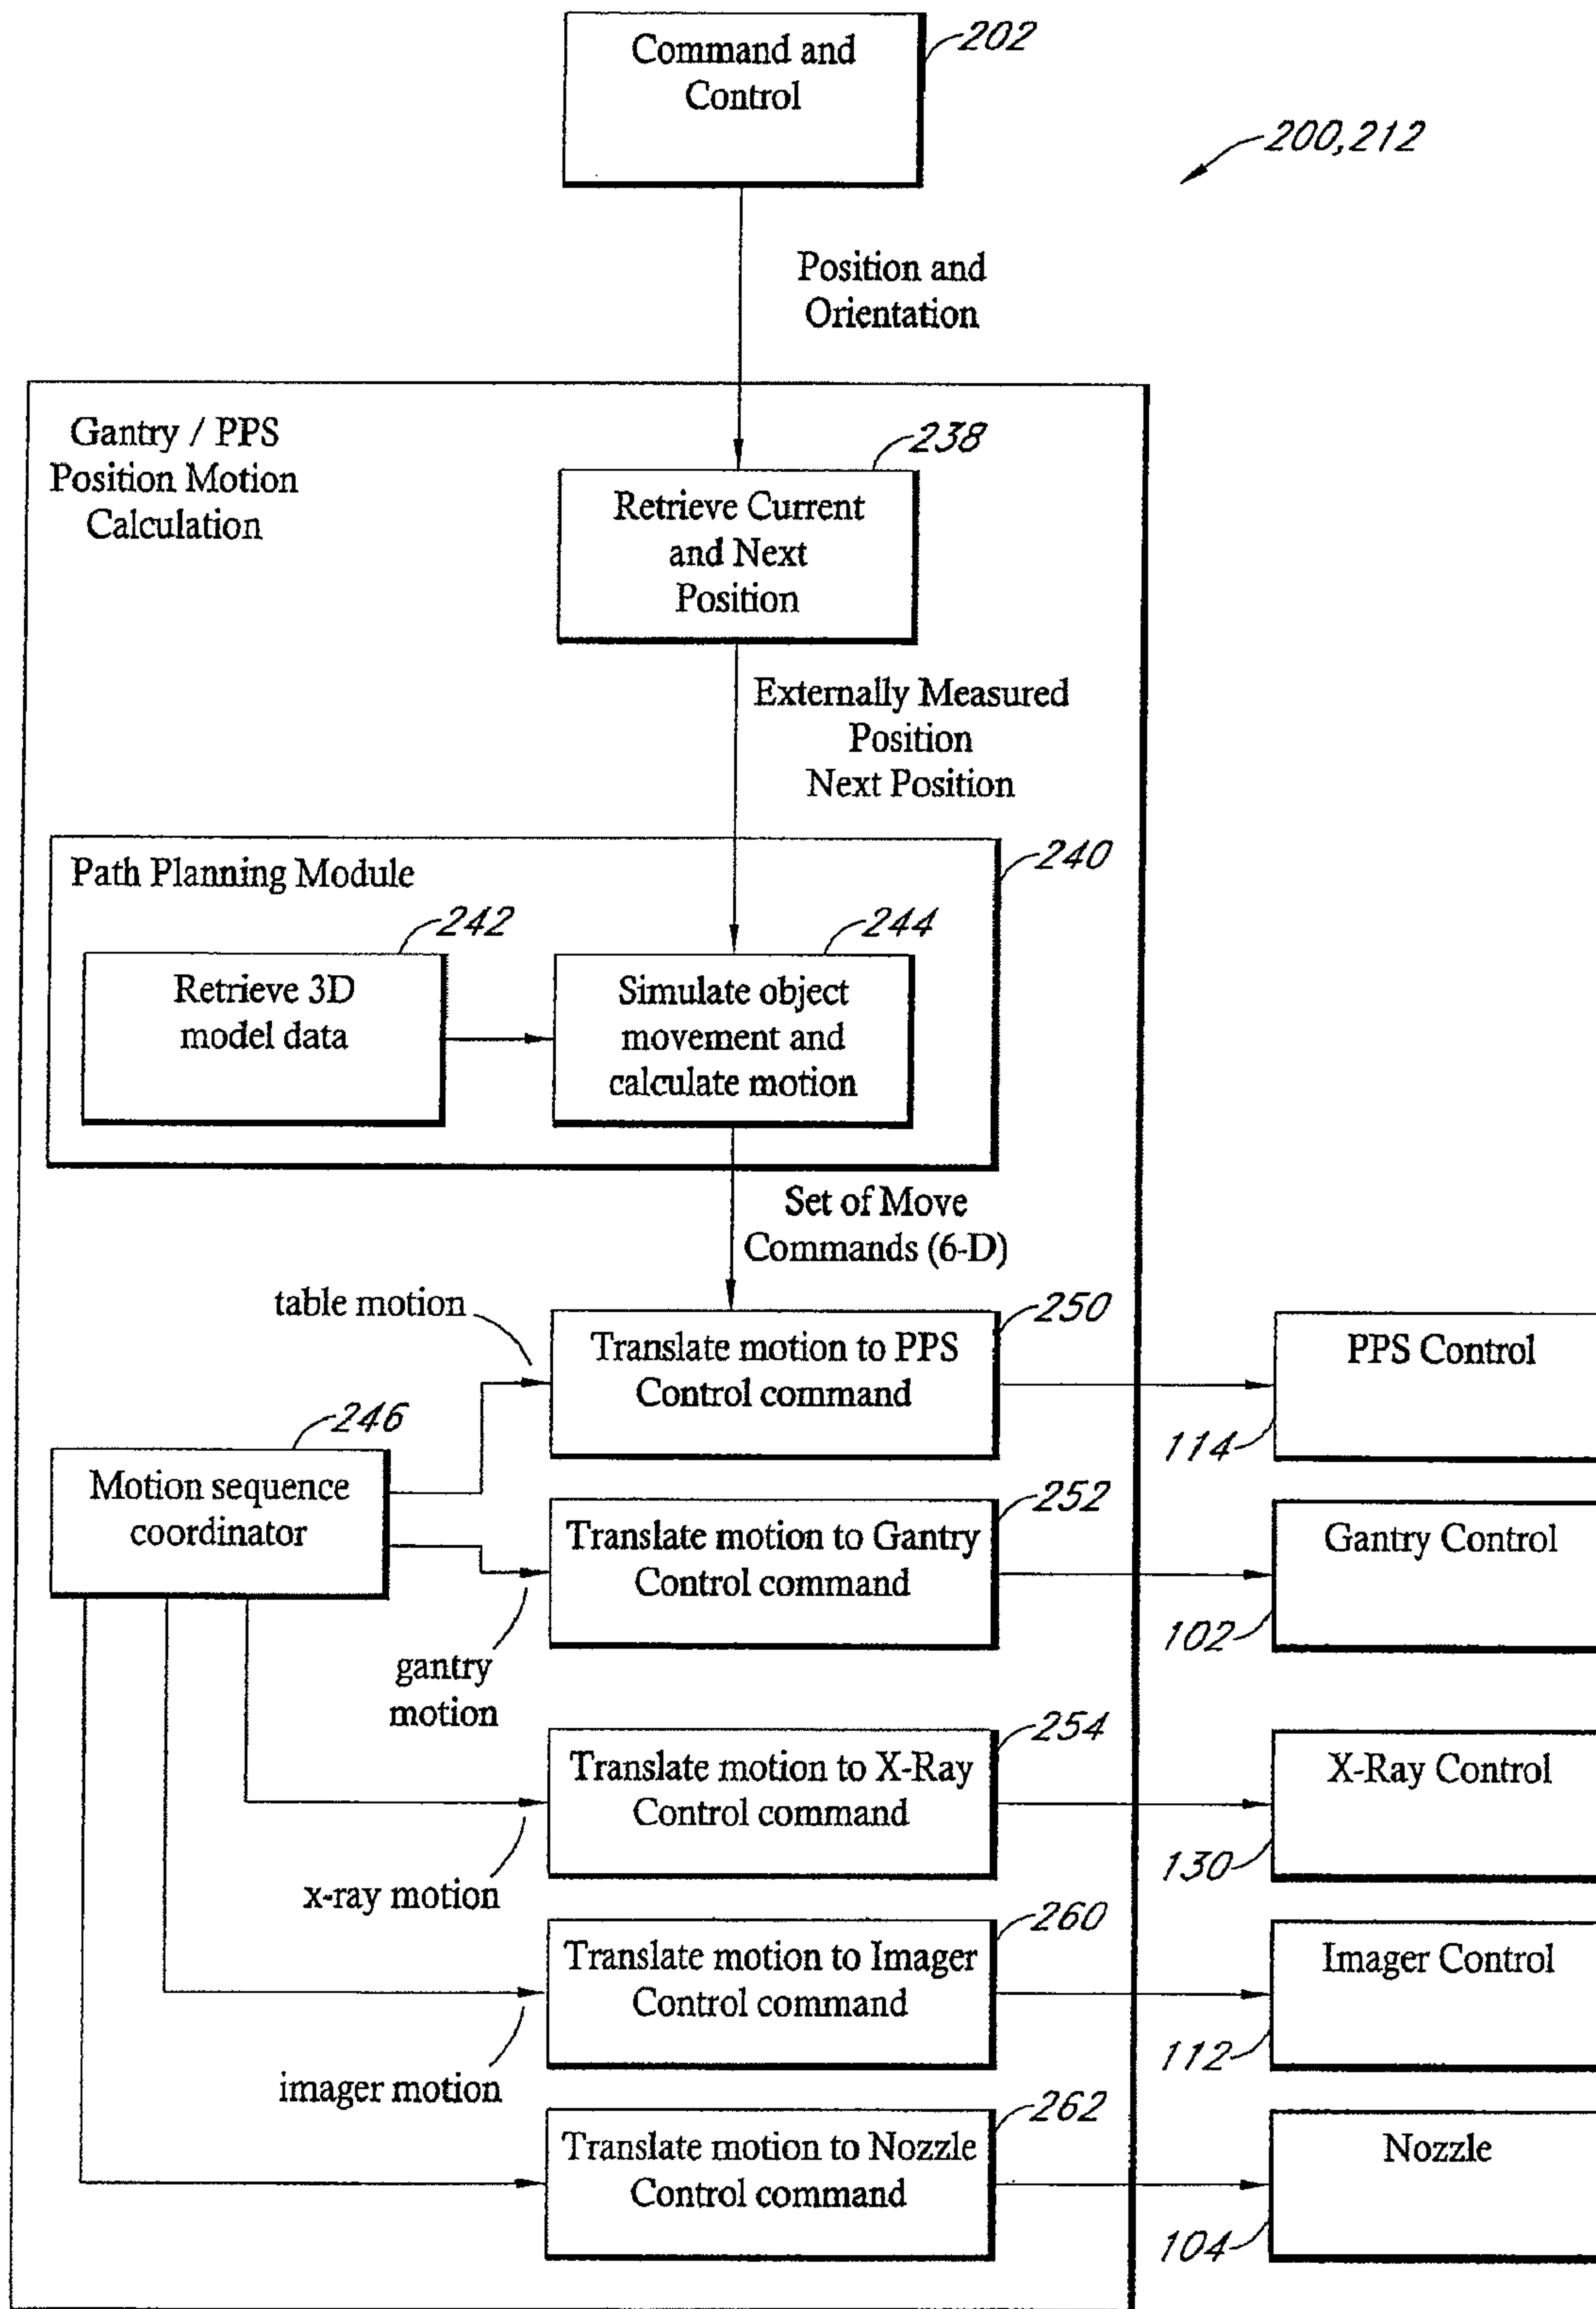 Command and
Control
202
200,212
Position and
Orientation
Gantry / PPS
Position Motion
Calculation
238
Retrieve Current
and Next
Position
Externally Measured
Position
Next Position
240
Path Planning Module
242
Retrieve 3D
model data
244
Simulate object
movement and
calculate motion
Set of Move
Commands (6-D)
table motion
250
Translate motion to PPS
Control command
PPS Control
114
246
Motion sequence
coordinator
252
Translate motion to Gantry
Control command
Gantry Control
102
gantry
motion
254
Translate motion to X-Ray
Control command
X-Ray Control
130
x-ray motion
260
Translate motion to Imager
Control command
Imager Control
112
imager motion
262
Translate motion to Nozzle
Control command
Nozzle
104